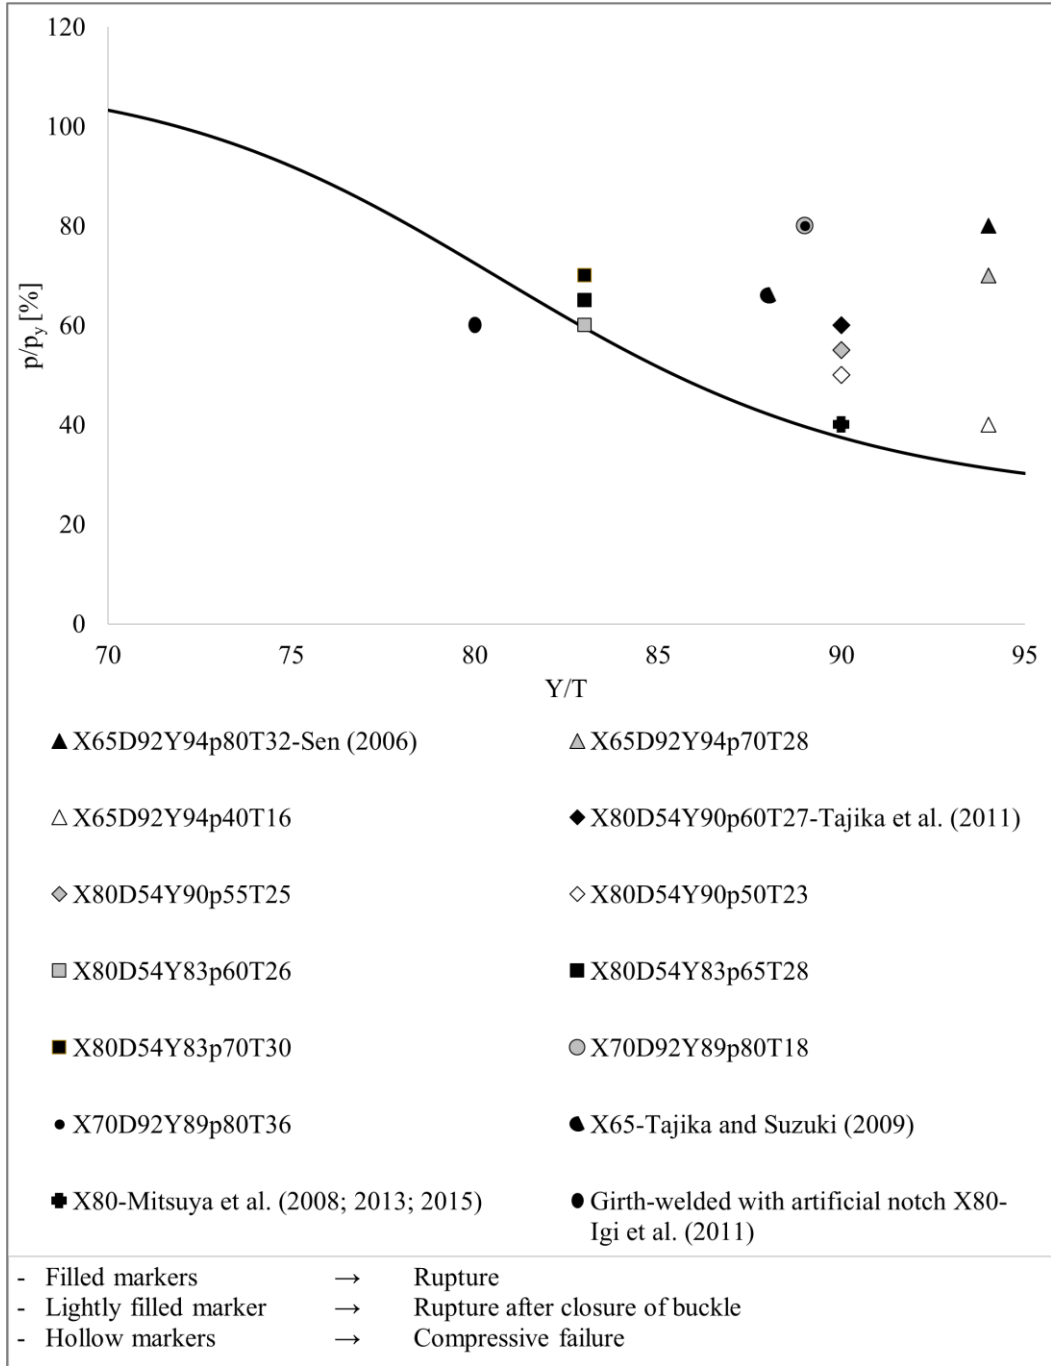 120
100
80
60
40
20
0
p/py [%]
70 75 80 85 90 95
Y/T
X65D92Y94p80T32-Sen (2006)
X65D92Y94p70T28
X65D92Y94p40T16
X80D54Y90p60T27-Tajika et al. (2011)
X80D54Y90p55T25
X80D54Y90p50T23
X80D54Y83p60T26
X80D54Y83p65T28
X80D54Y83p70T30
X70D92Y89p80T18
X70D92Y89p80T36
X65-Tajika and Suzuki (2009)
X80-Mitsuya et al. (2008; 2013; 2015)
Girth-welded with artificial notch X80-
Igi et al. (2011)
- Filled markers → Rupture
- Lightly filled marker → Rupture after closure of buckle
- Hollow markers → Compressive failure